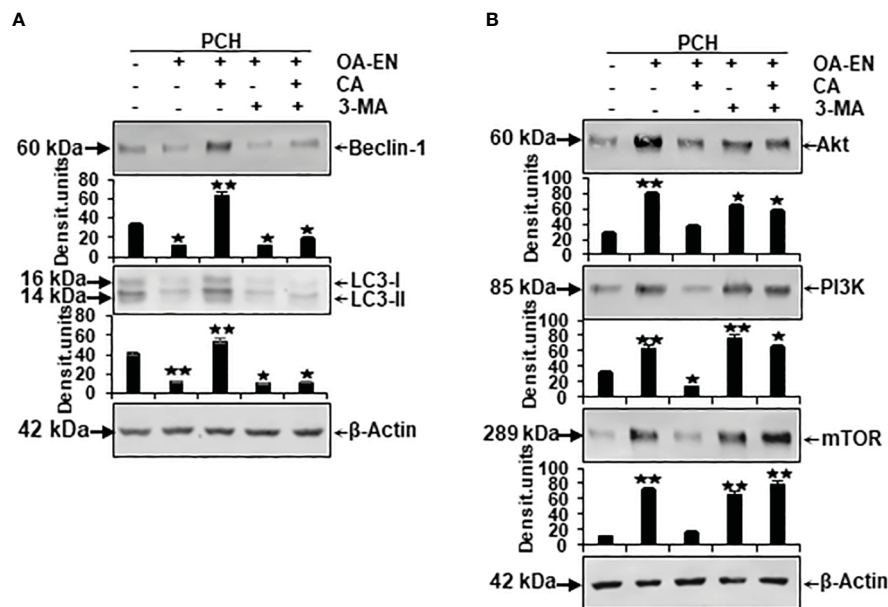 A
PCH
- + + + + OA-EN
- - + - + CA
- - - + + 3-MA
60 kDa Beclin-1
Densit.units
80
60
40
20
0
★ ★★ ★ ★
16 kDa LC3-I
14 kDa LC3-II
Densit.units
80
60
40
20
0
★★ ★★ ★ ★
42 kDa β-Actin
B
PCH
- + + + + OA-EN
- - + - + CA
- - - + + 3-MA
60 kDa Akt
Densit.units
100
80
60
40
20
0
★★ ★ ★
85 kDa PI3K
Densit.units
100
80
60
40
20
0
★★ ★ ★★ ★
289 kDa mTOR
Densit.units
100
80
60
40
20
0
★★ ★★ ★★
42 kDa β-Actin